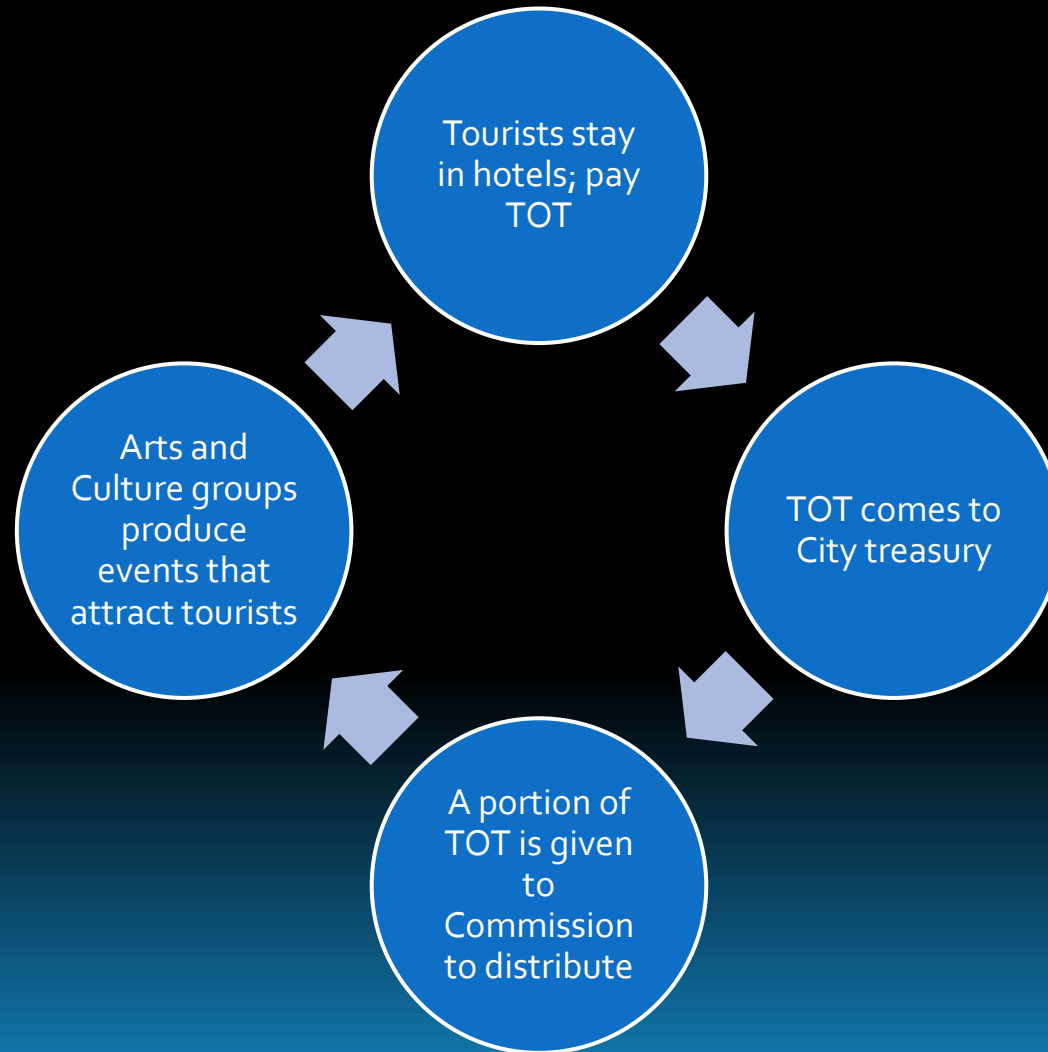 Tourists stay
in hotels; pay
TOT
TOT comes to
City treasury
A portion of
TOT is given
to
Commission
to distribute
Arts and
Culture groups
produce
events that
attract tourists